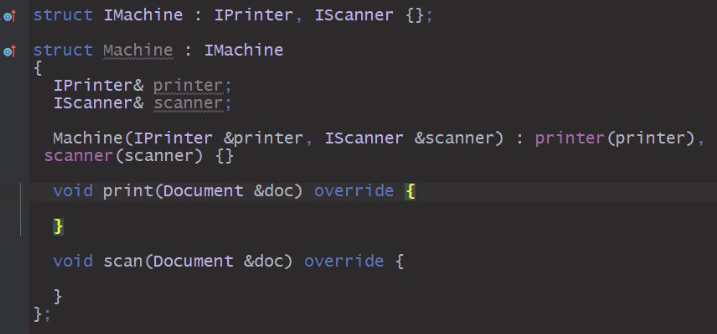 struct IMachine : IPrinter, IScanner {};
struct Machine : IMachine
{
IPrinter& printer;
IScanner& scanner;
Machine(IPrinter &printer, IScanner &scanner) : printer(printer),
scanner(scanner) {}
void print(Document &doc) override {
}
void scan(Document &doc) override {
}
};